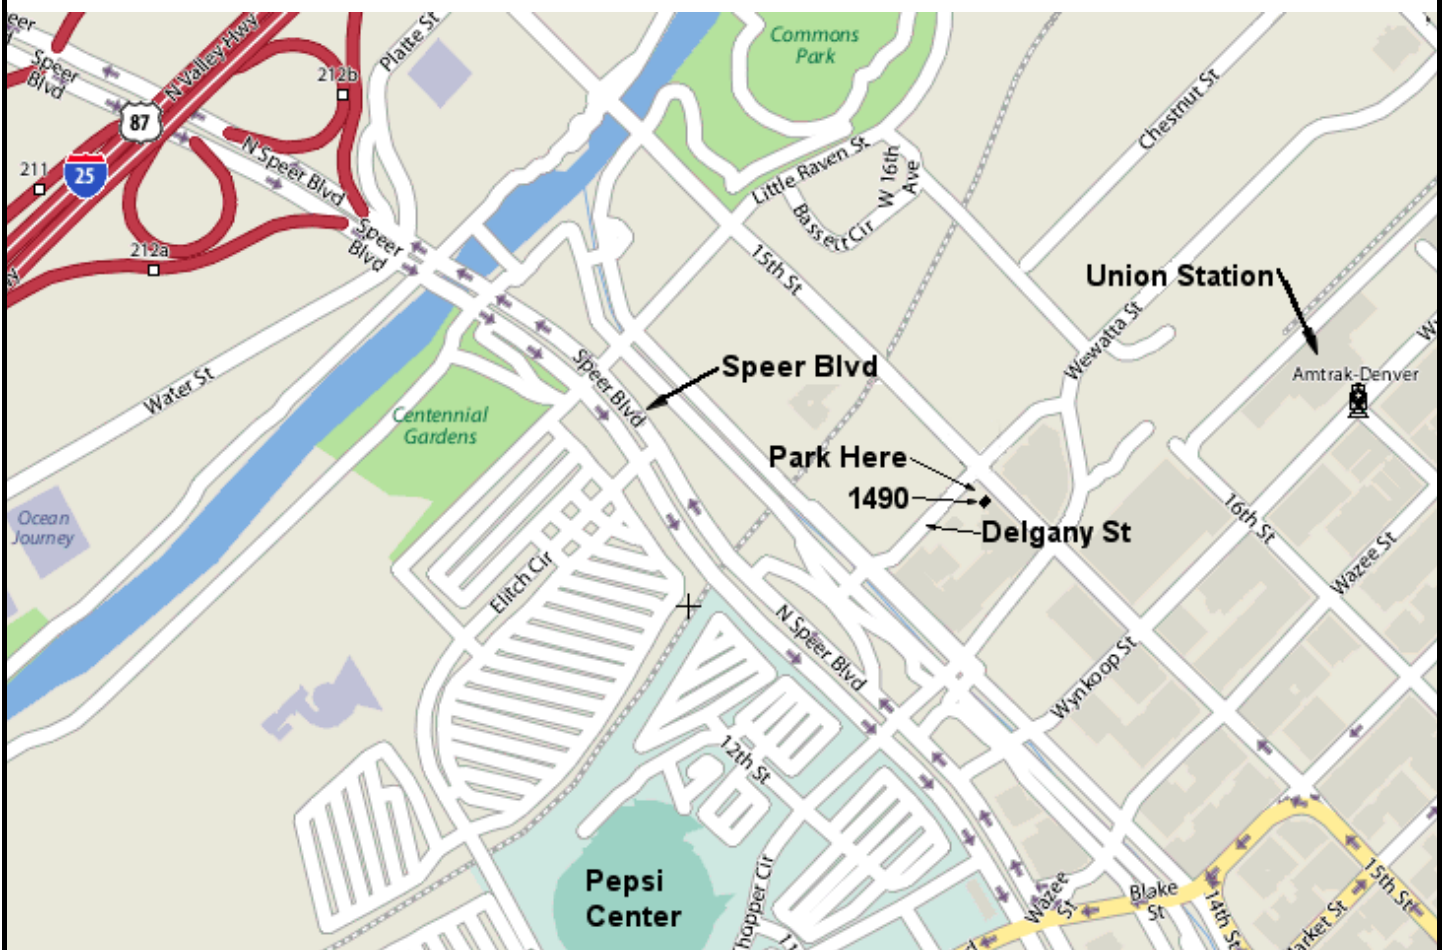 eer
Speer
Blvd
N Valley Hwy
Platte St
212b
87
211
25
N Speer Blvd
Speer
Blvd
212a
Commons
Park
Little Raven St
W 16th
Ave
Bassett Cir
15th St
Chestnut St
Union Station
Wewatta St
Amtrak-Denver
Water St
Speer Blvd
Speer Blvd
Centennial
Gardens
Park Here
1490
Delgany St
Ocean
Journey
16th St
Wazee St
Elitch Cir
N Speer Blvd
Wynkoop St
12th St
Pepsi
Center
Chopper Cir
Wazee
St
Blake
St
14th S
15th St
arket St